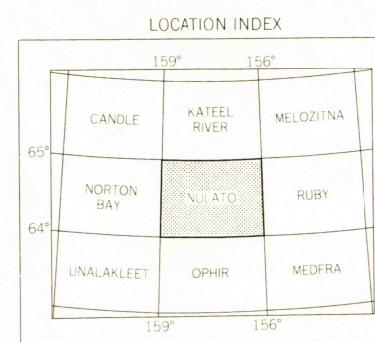 LOCATION INDEX
159° 156°
CANDLE KATEEL RIVER MELOZITNA
65°
NORTON BAY NULATO RUBY
64°
UNALAKLEET OPHIR MEDFRA
159° 156°